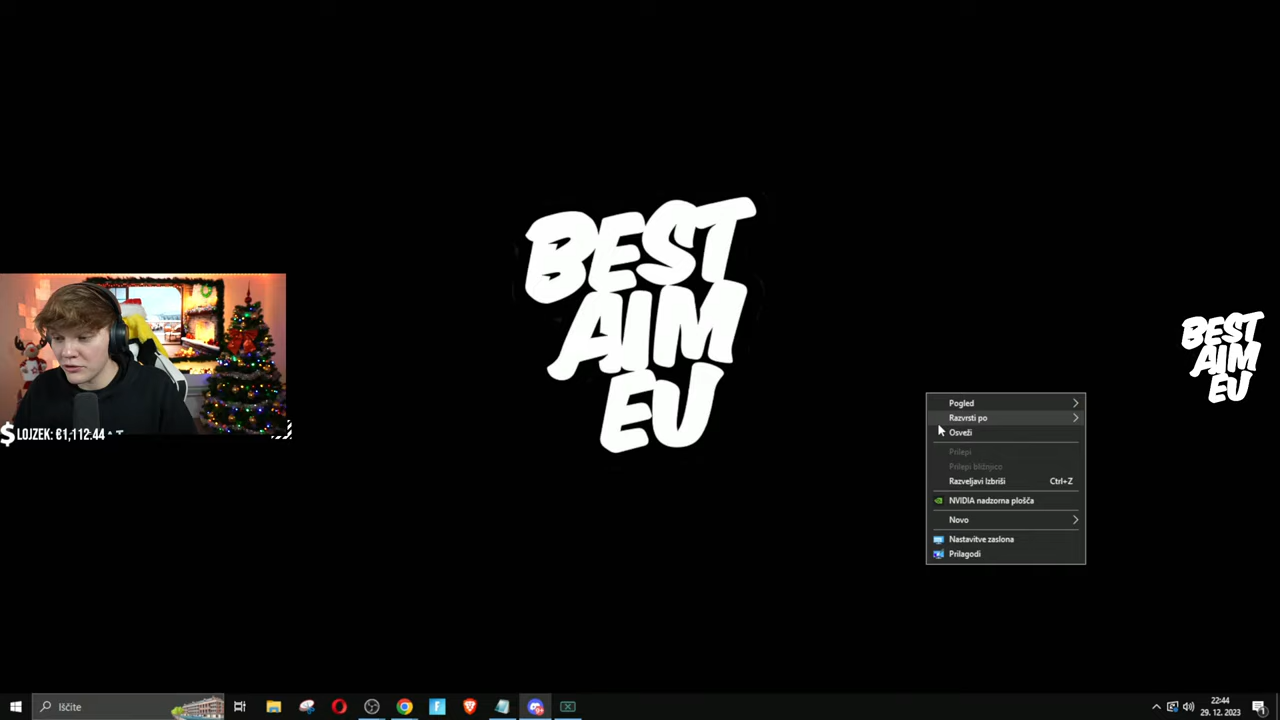 BEST
AIM
EU
BEST
AIM
EU
LOJZEK: €1,112.44
Pogled
Razvrsti po
Osveži
Prilepi
Prilepi bližnjico
Razveljavi Izbriši Ctrl+Z
NVIDIA nadzorna plošča
Novo
Nastavitve zaslona
Prilagodi
Iščite
22:44
29. 12. 2023